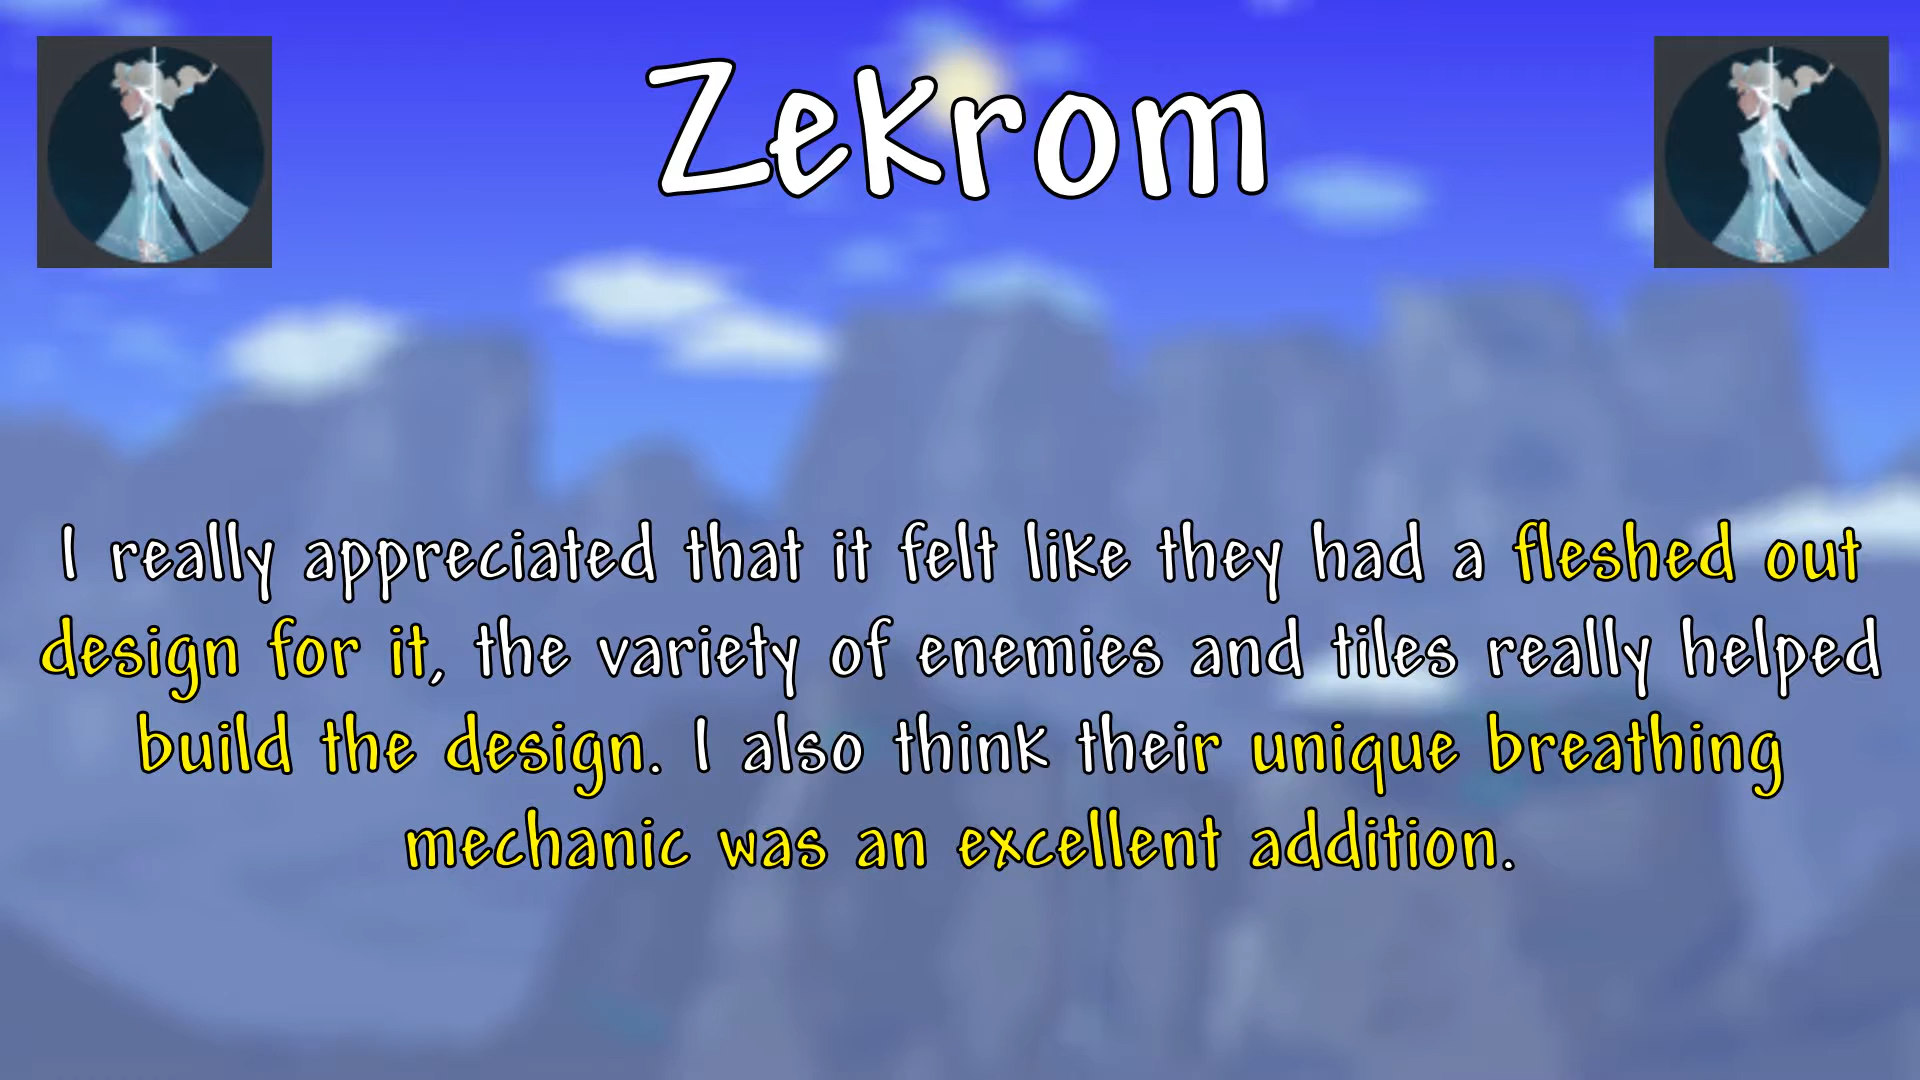 Zekrom
I really appreciated that it felt like they had a fleshed out
design for it, the variety of enemies and tiles really helped
build the design. I also think their unique breathing
mechanic was an excellent addition.